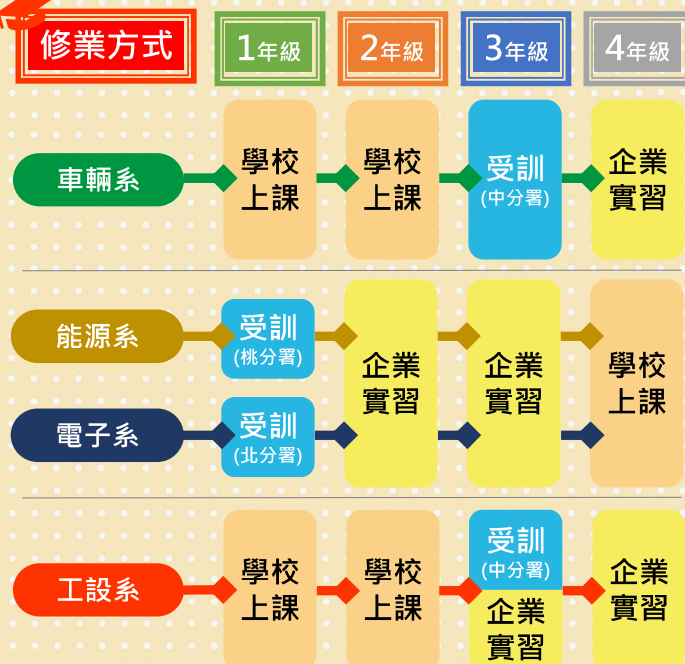 修業方式
1年級
2年級
3年級
4年級
車輛系
學校
上課
學校
上課
受訓
(中分署)
企業
實習
能源系
受訓
(桃分署)
電子系
受訓
(北分署)
企業
實習
企業
實習
學校
上課
工設系
學校
上課
學校
上課
受訓
(中分署)
企業
實習
企業
實習